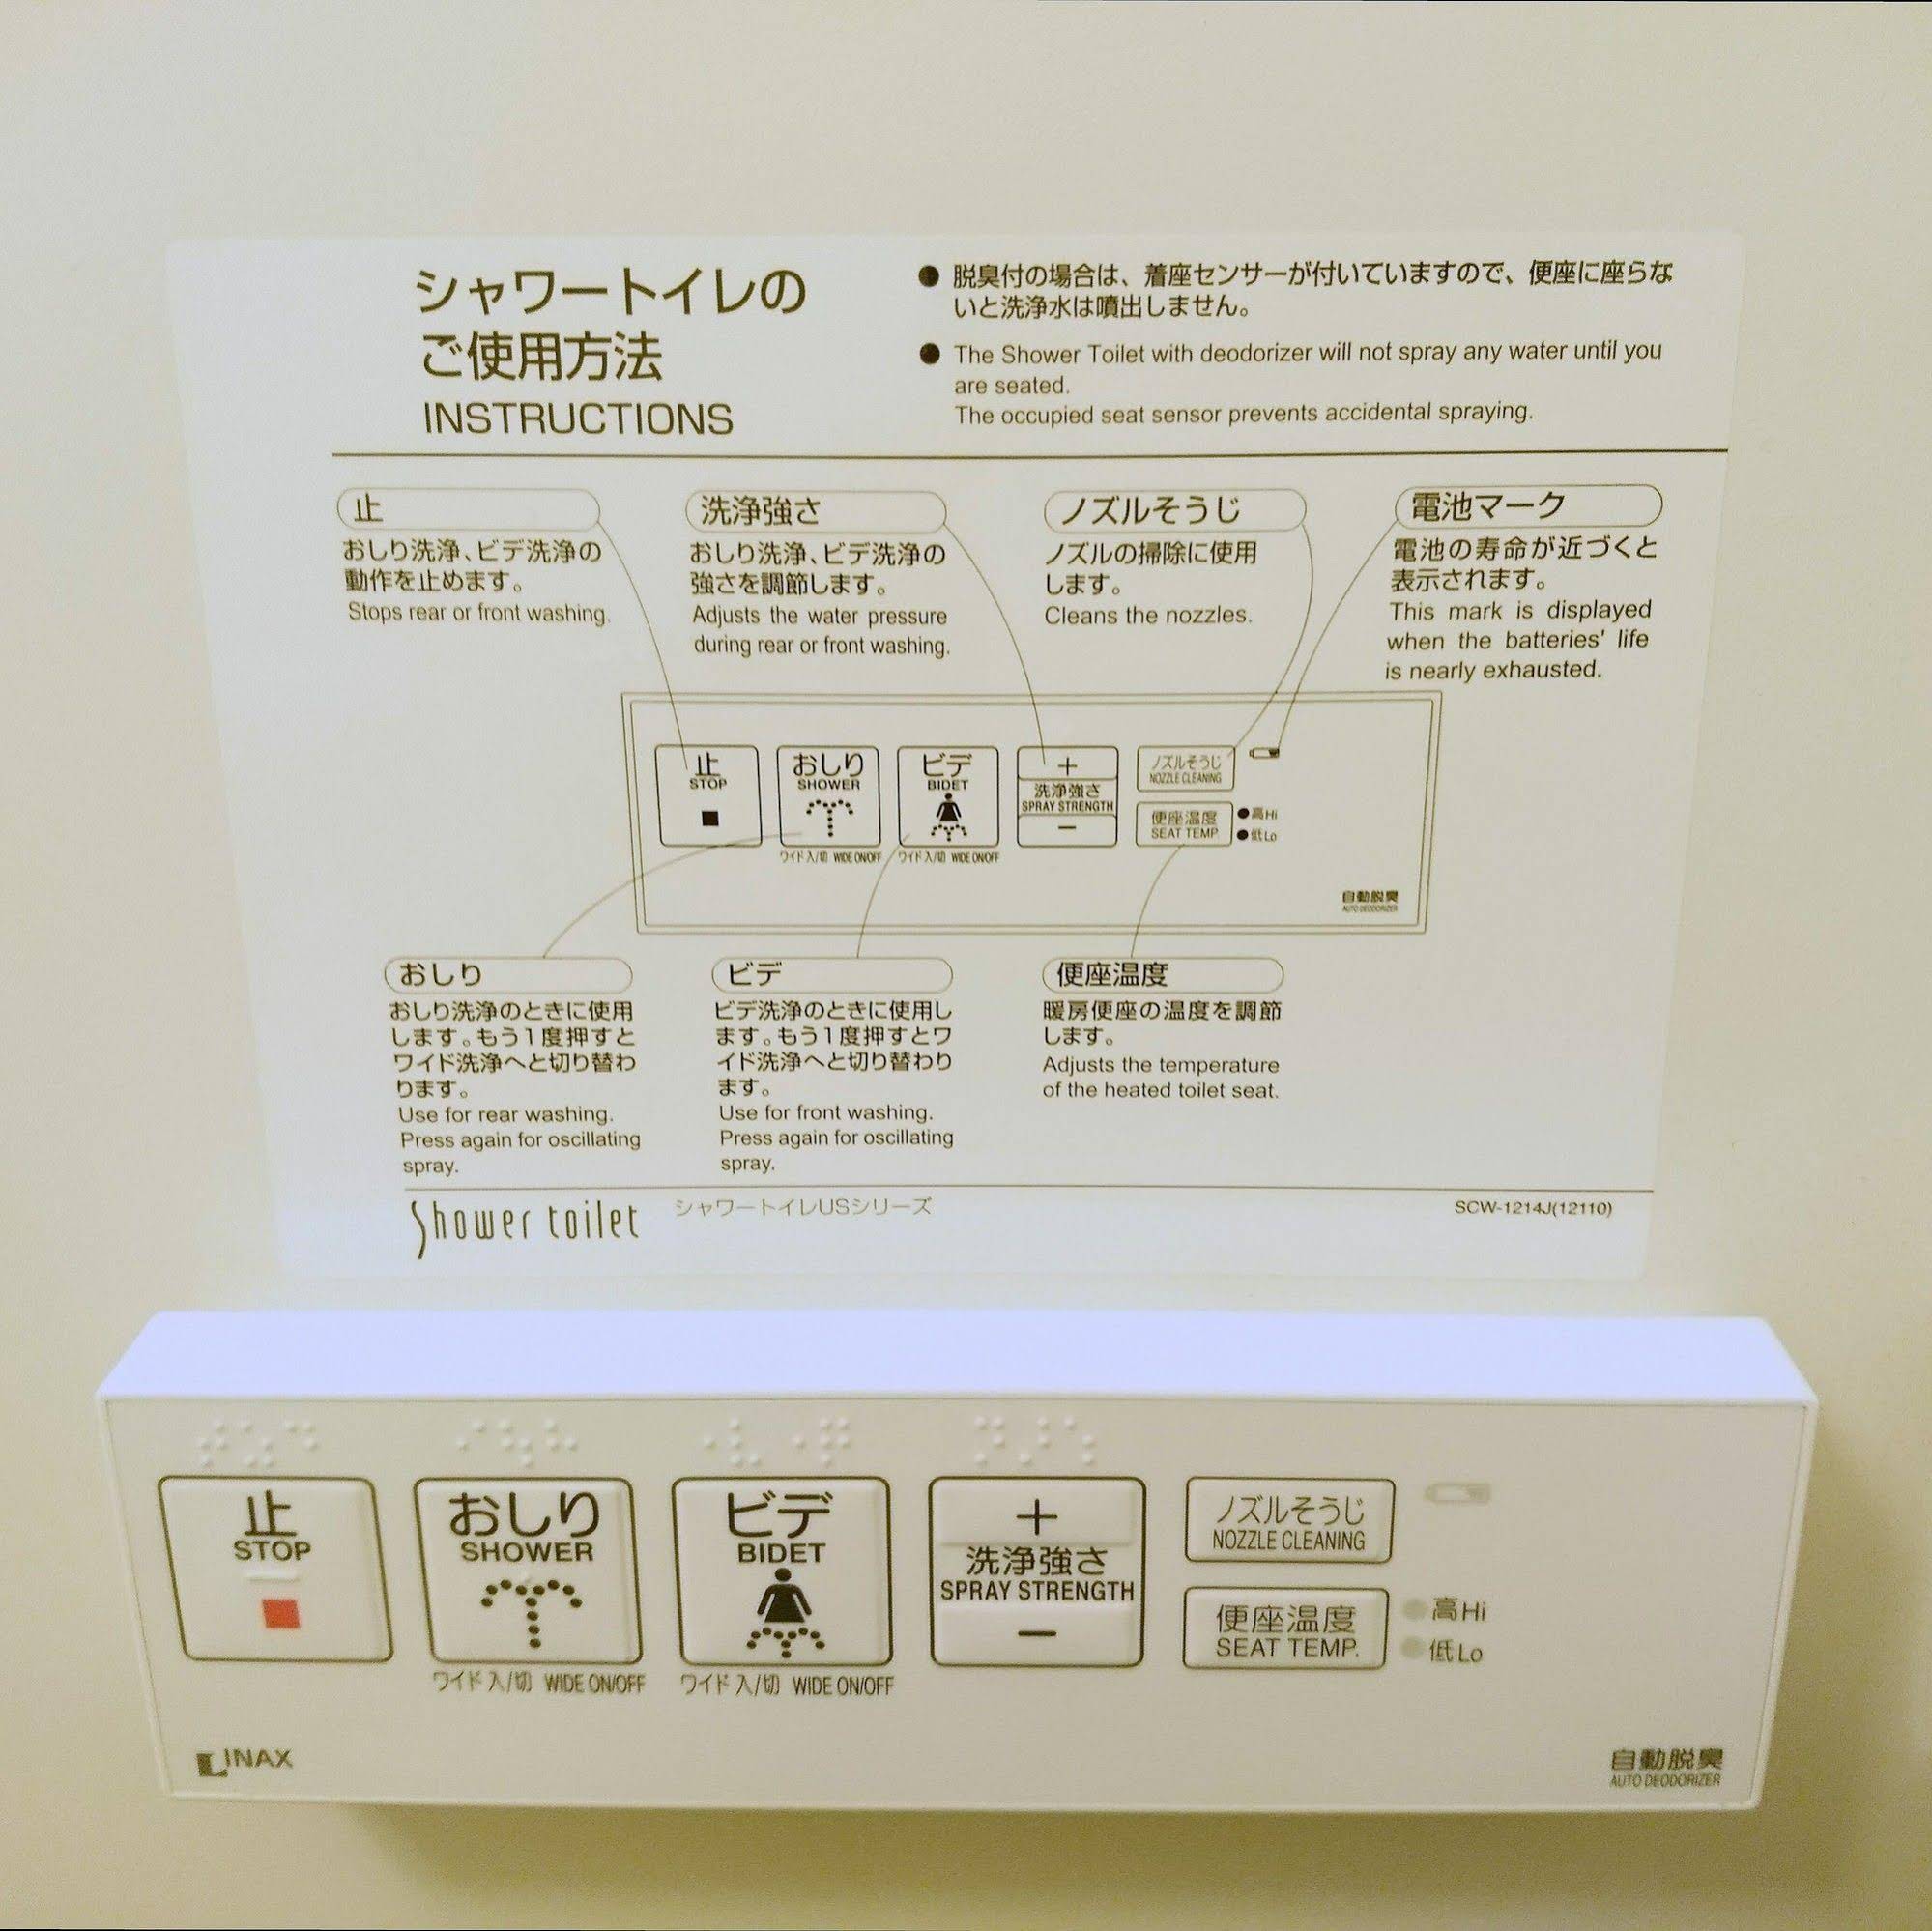 シャワートイレの
ご使用方法
INSTRUCTIONS
● 脱臭付の場合は、着座センサーが付いていますので、便座に座らな
いと洗浄水は噴出しません。
● The Shower Toilet with deodorizer will not spray any water until you
are seated.
The occupied seat sensor prevents accidental spraying.
止
おしり洗浄、ビデ洗浄の
動作を止めます。
Stops rear or front washing.
洗浄強さ
おしり洗浄、ビデ洗浄の
強さを調節します。
Adjusts the water pressure
during rear or front washing.
ノズルそうじ
ノズルの掃除に使用
します。
Cleans the nozzles.
電池マーク
電池の寿命が近づくと
表示されます。
This mark is displayed
when the batteries' life
is nearly exhausted.
止
STOP
おしり
SHOWER
ワイド 入/切 WIDE ON/OFF
ビデ
BIDET
ワイド 入/切 WIDE ON/OFF
+
洗浄強さ
SPRAY STRENGTH
−
ノズルそうじ
NOZZLE CLEANING
便座温度
SEAT TEMP.
高Hi
低Lo
自動脱臭
AUTO DEODORIZER
おしり
おしり洗浄のときに使用
します。もう1度押すと
ワイド洗浄へと切り替わ
ります。
Use for rear washing.
Press again for oscillating
spray.
ビデ
ビデ洗浄のときに使用し
ます。もう1度押すとワ
イド洗浄へと切り替わり
ます。
Use for front washing.
Press again for oscillating
spray.
便座温度
暖房便座の温度を調節
します。
Adjusts the temperature
of the heated toilet seat.
Shower toilet
シャワートイレUSシリーズ
SCW-1214J(12110)
止
STOP
おしり
SHOWER
ワイド 入/切 WIDE ON/OFF
ビデ
BIDET
ワイド 入/切 WIDE ON/OFF
+
洗浄強さ
SPRAY STRENGTH
−
ノズルそうじ
NOZZLE CLEANING
便座温度
SEAT TEMP.
高Hi
低Lo
INAX
自動脱臭
AUTO DEODORIZER